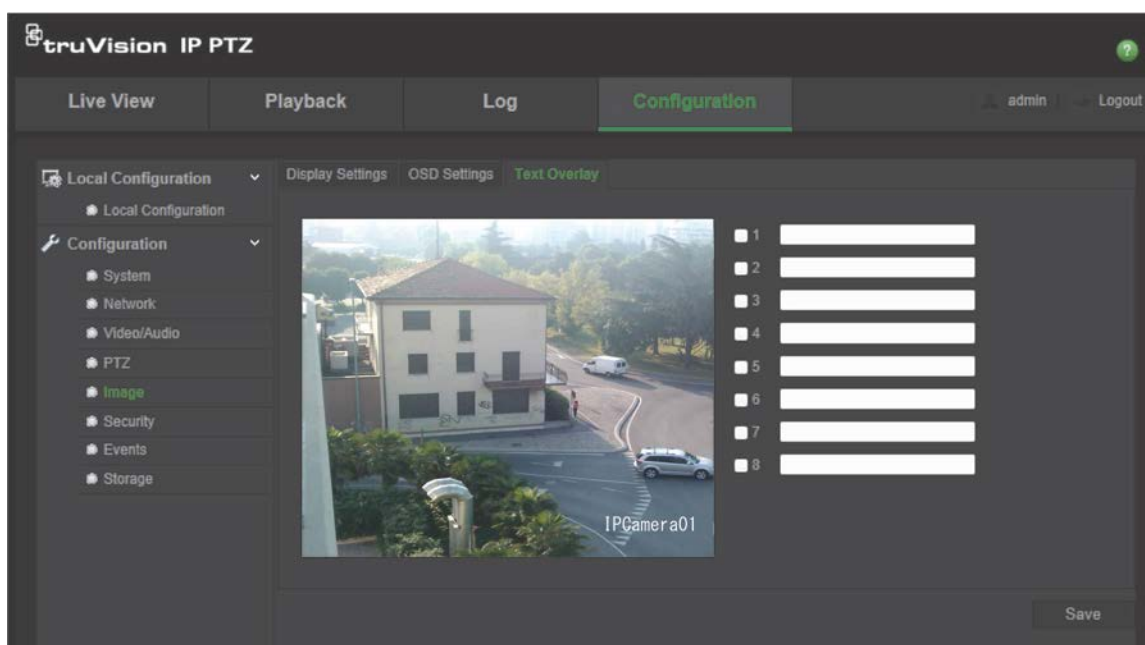 truVision IP PTZ
?
Live View Playback Log Configuration admin Logout
Local Configuration
Local Configuration
Configuration
System
Network
Video/Audio
PTZ
Image
Security
Events
Storage
Display Settings OSD Settings Text Overlay
1
2
3
4
5
6
7
8
IPCamera01
Save